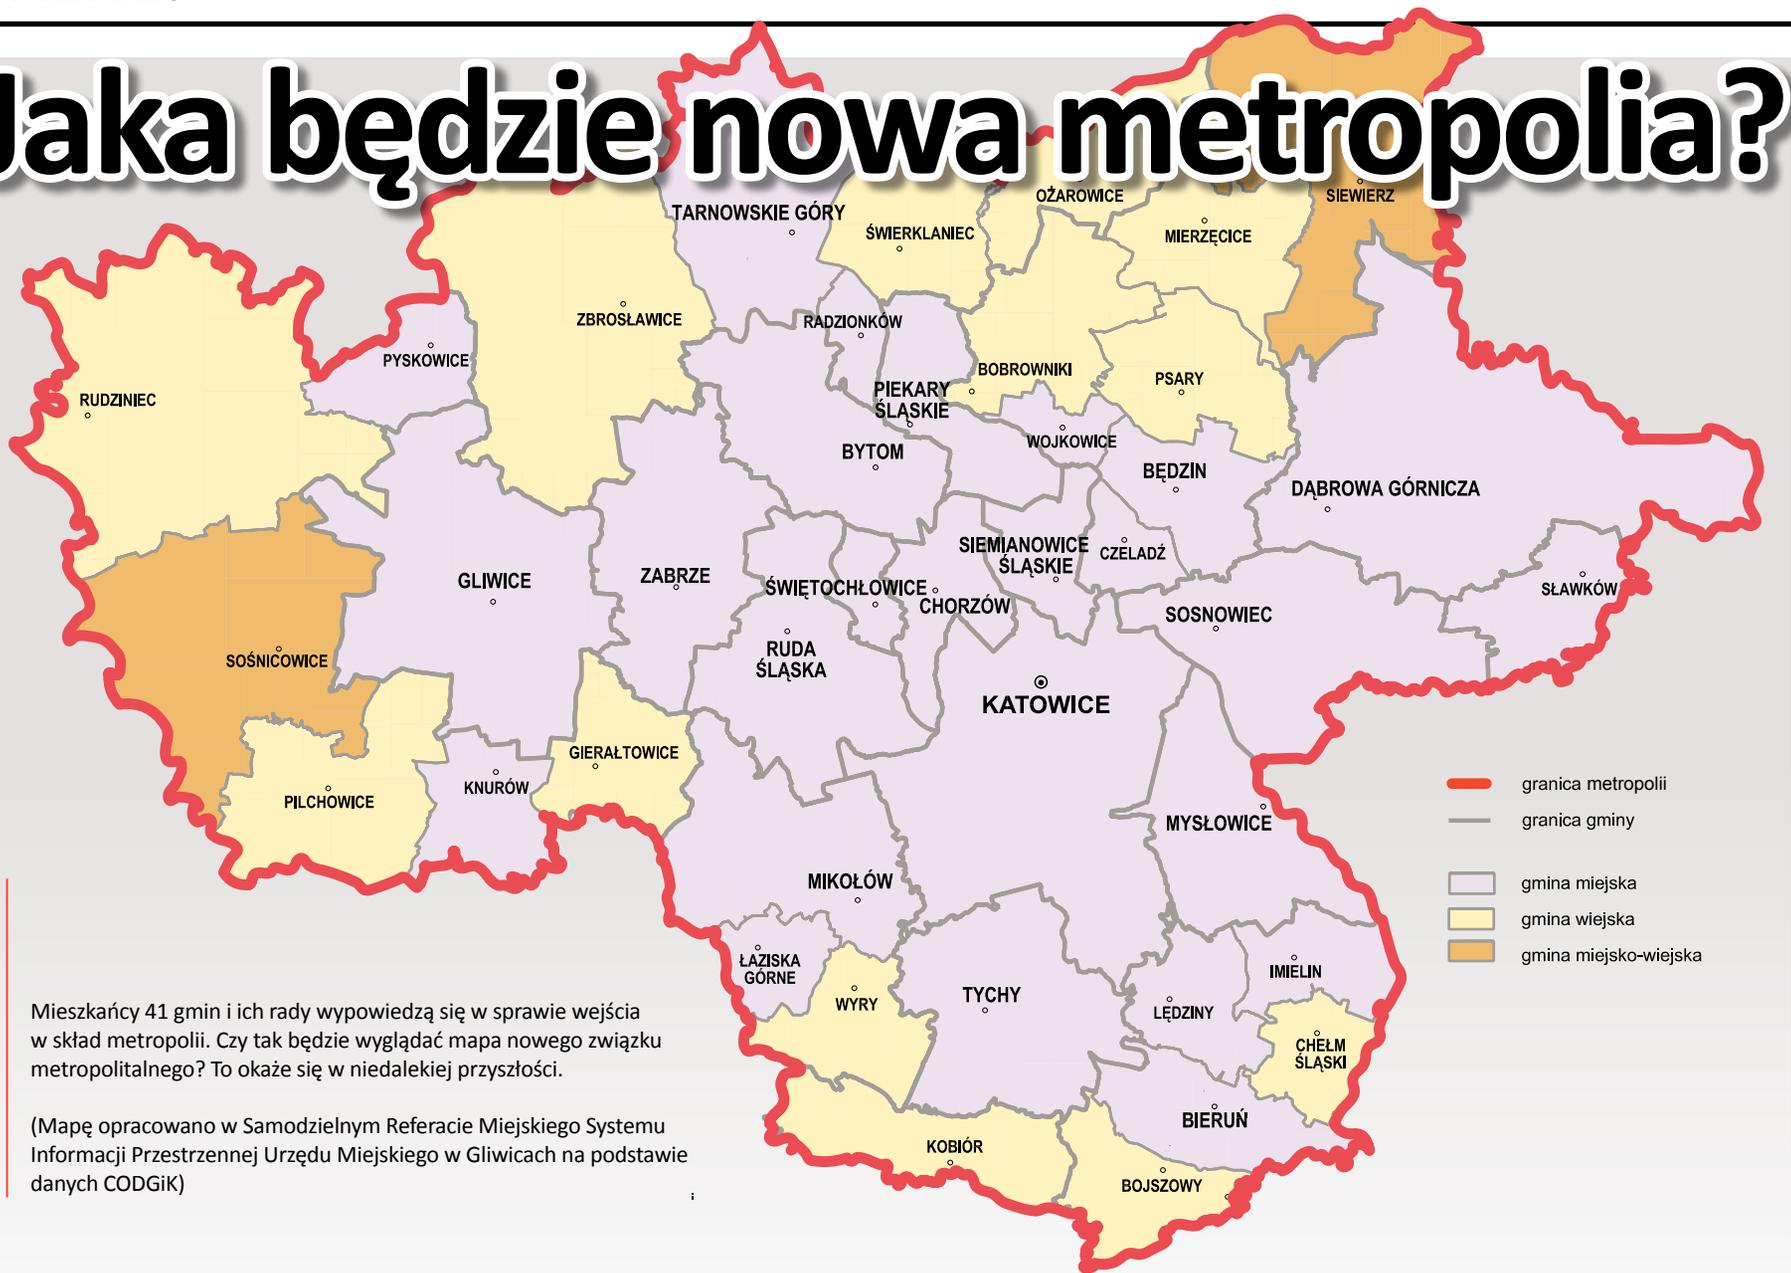 Jaka będzie nowa metropolia?
TARNOWSKIE GÓRY
ŚWIERKLANIEC
OŻAROWICE
MIERZĘCICE
SIEWIERZ
ZBROSŁAWICE
RADZIONKÓW
PYSKOWICE
RUDZINIEC
PIEKARY
ŚLĄSKIE
BOBROWNIKI
PSARY
WOJKOWICE
BYTOM
BĘDZIN
DĄBROWA GÓRNICZA
GLIWICE
ZABRZE
ŚWIĘTOCHŁOWICE
CHORZÓW
SIEMIANOWICE
ŚLĄSKIE
CZELADŹ
SOSNOWIEC
SŁAWKÓW
SOŚNICOWICE
RUDA
ŚLĄSKA
KATOWICE
GIERAŁTOWICE
KNURÓW
PILCHOWICE
MYSŁOWICE
MIKOŁÓW
ŁAZISKA
GÓRNE
WYRY
TYCHY
LĘDZINY
IMIELIN
CHEŁM
ŚLĄSKI
BIERUŃ
KOBIÓR
BOJSZOWY
granica metropolii
granica gminy
gmina miejska
gmina wiejska
gmina miejsko-wiejska
Mieszkańcy 41 gmin i ich rady wypowiedzą się w sprawie wejścia
w skład metropolii. Czy tak będzie wyglądać mapa nowego związku
metropolitalnego? To okaże się w niedalekiej przyszłości.
(Mapę opracowano w Samodzielnym Referacie Miejskiego Systemu
Informacji Przestrzennej Urzędu Miejskiego w Gliwicach na podstawie
danych CODGiK)